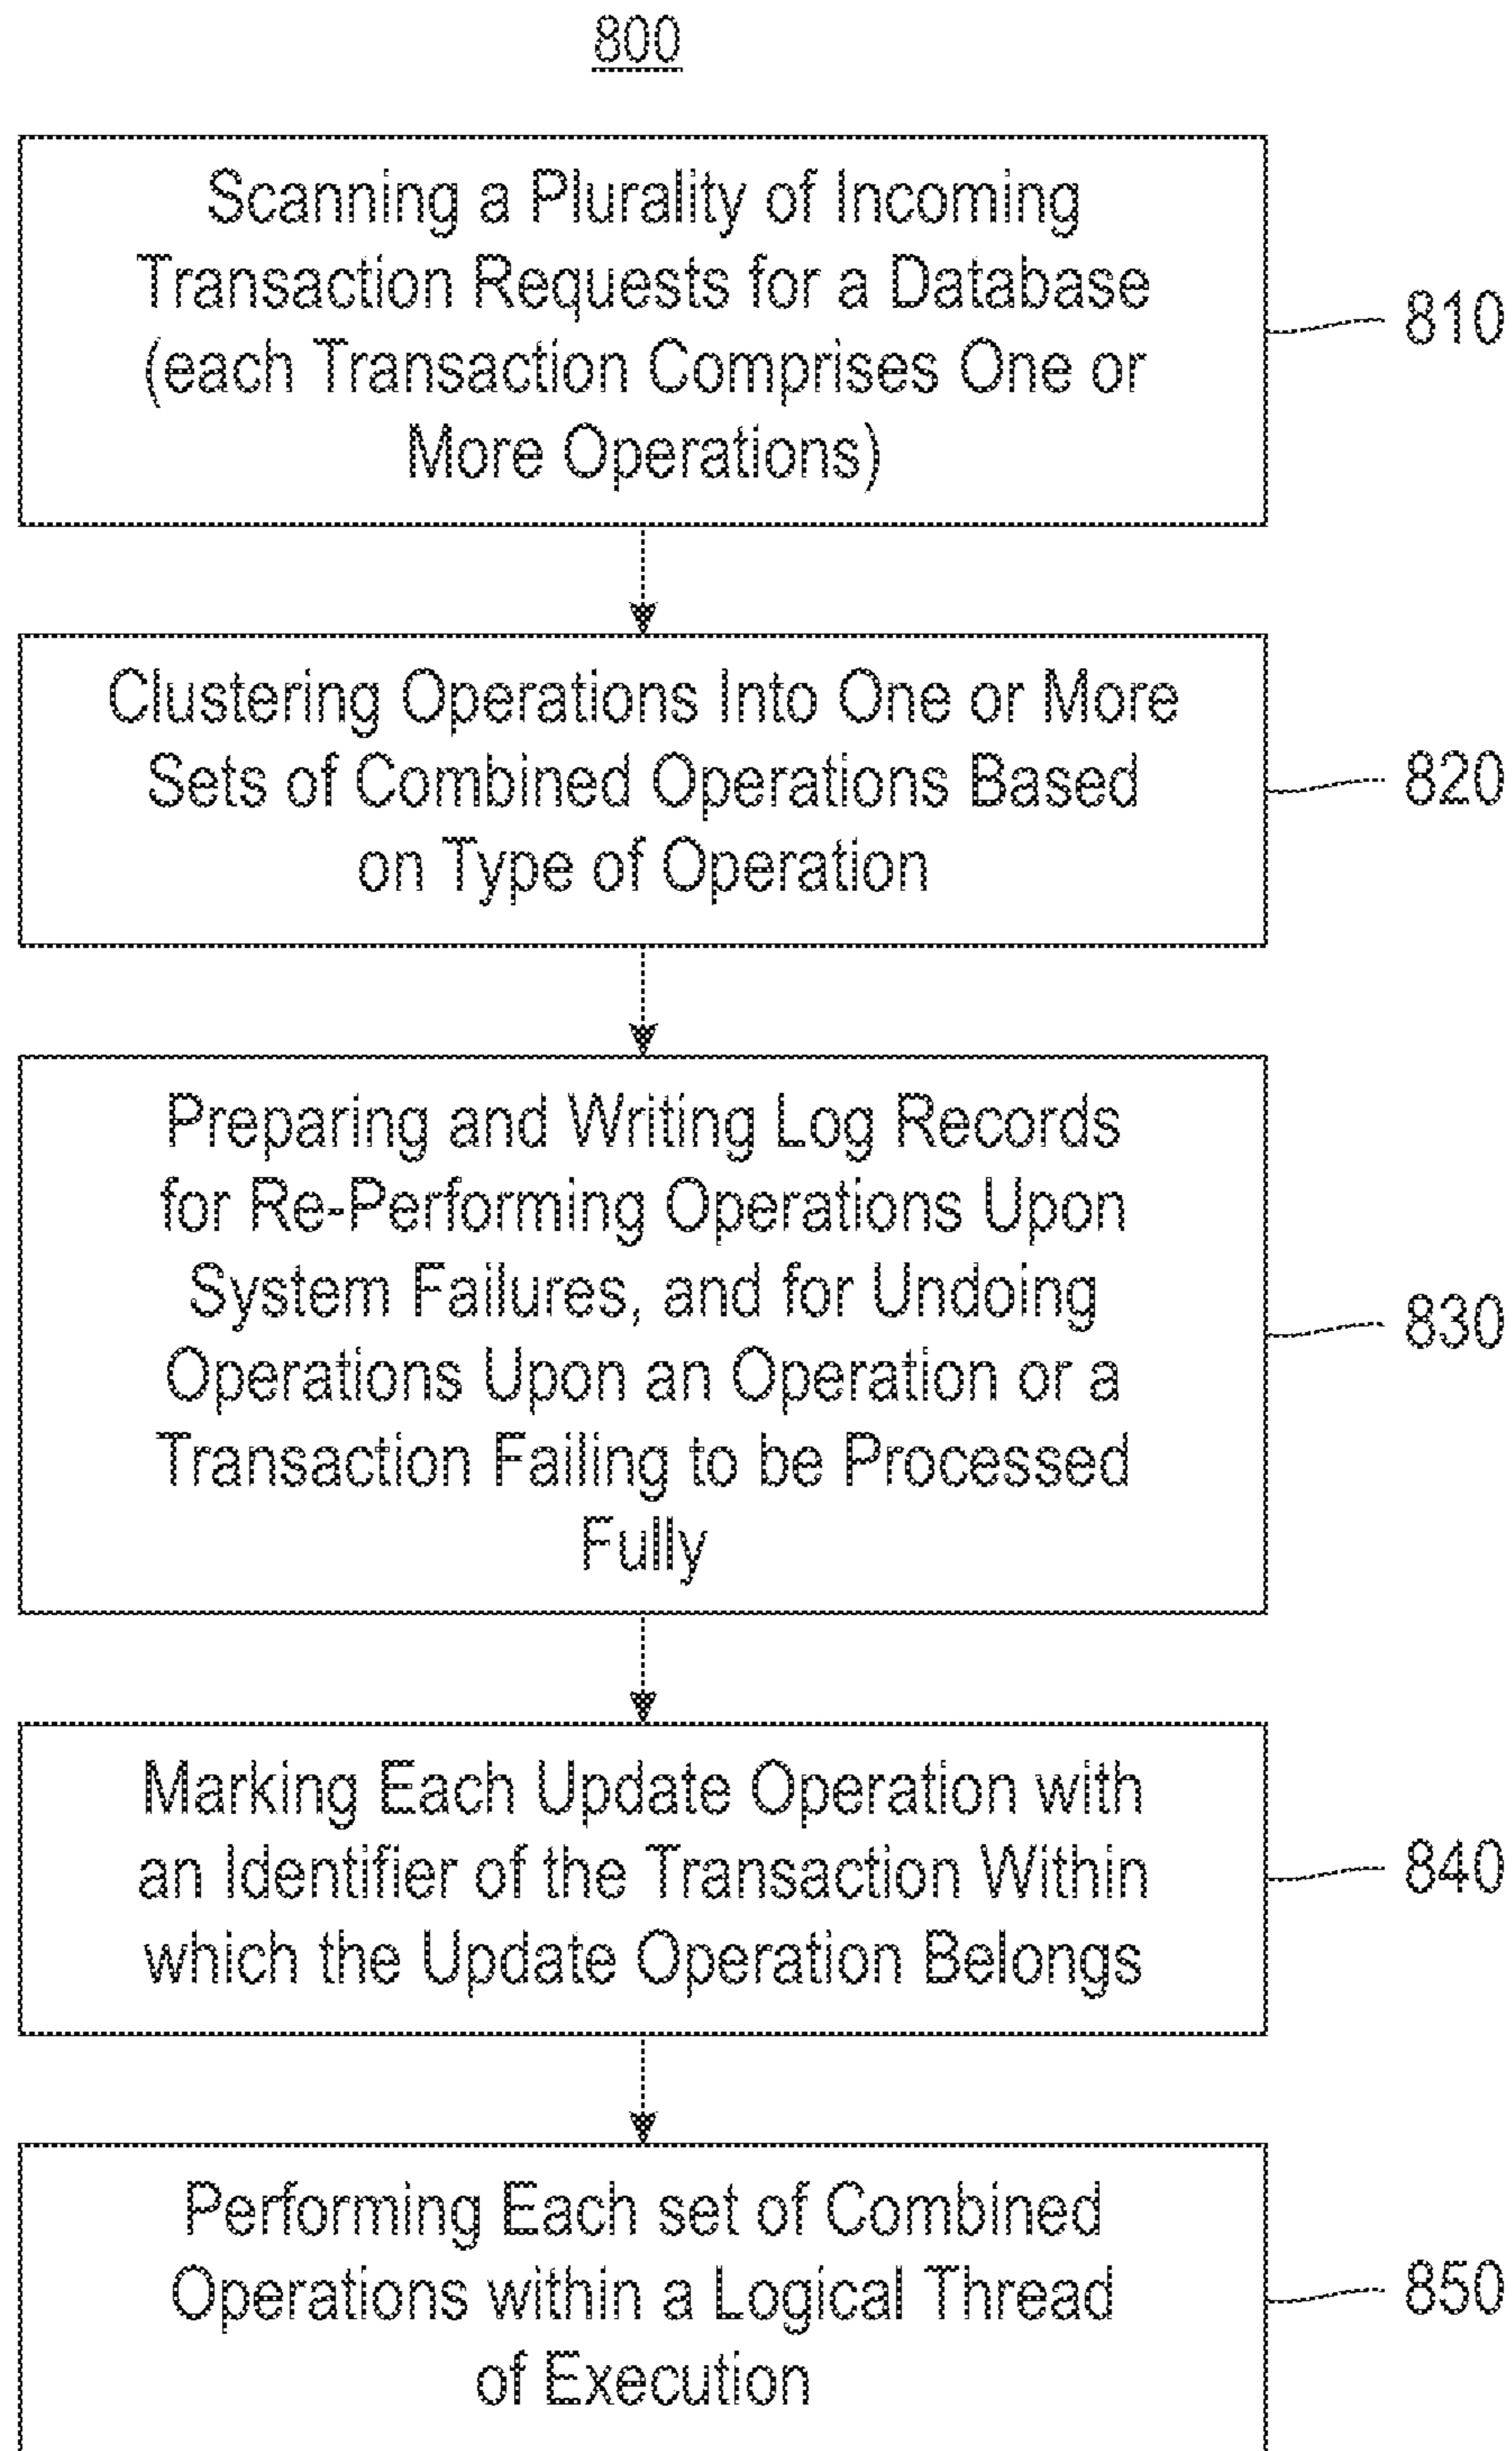 800
Scanning a Plurality of Incoming
Transaction Requests for a Database
(each Transaction Comprises One or
More Operations)
810
Clustering Operations Into One or More
Sets of Combined Operations Based
on Type of Operation
820
Preparing and Writing Log Records
for Re-Performing Operations Upon
System Failures, and for Undoing
Operations Upon an Operation or a
Transaction Failing to be Processed
Fully
830
Marking Each Update Operation with
an Identifier of the Transaction Within
which the Update Operation Belongs
840
Performing Each set of Combined
Operations within a Logical Thread
of Execution
850